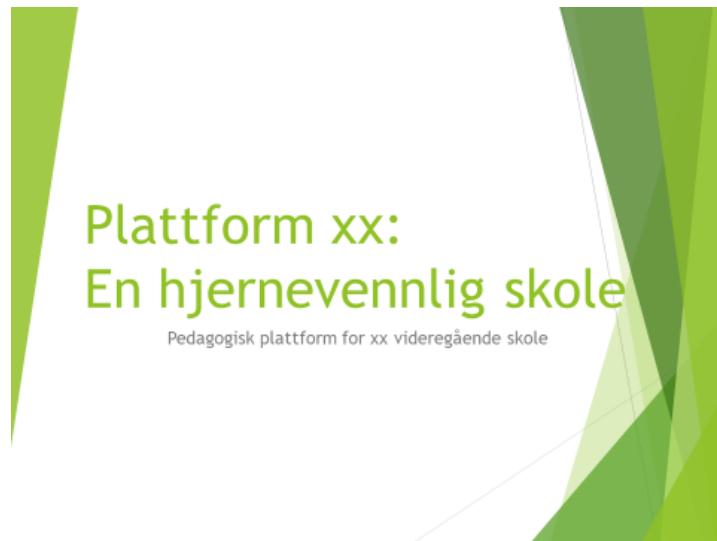 Plattform xx:
En hjernevennlig skole
Pedagogisk plattform for xx videregående skole